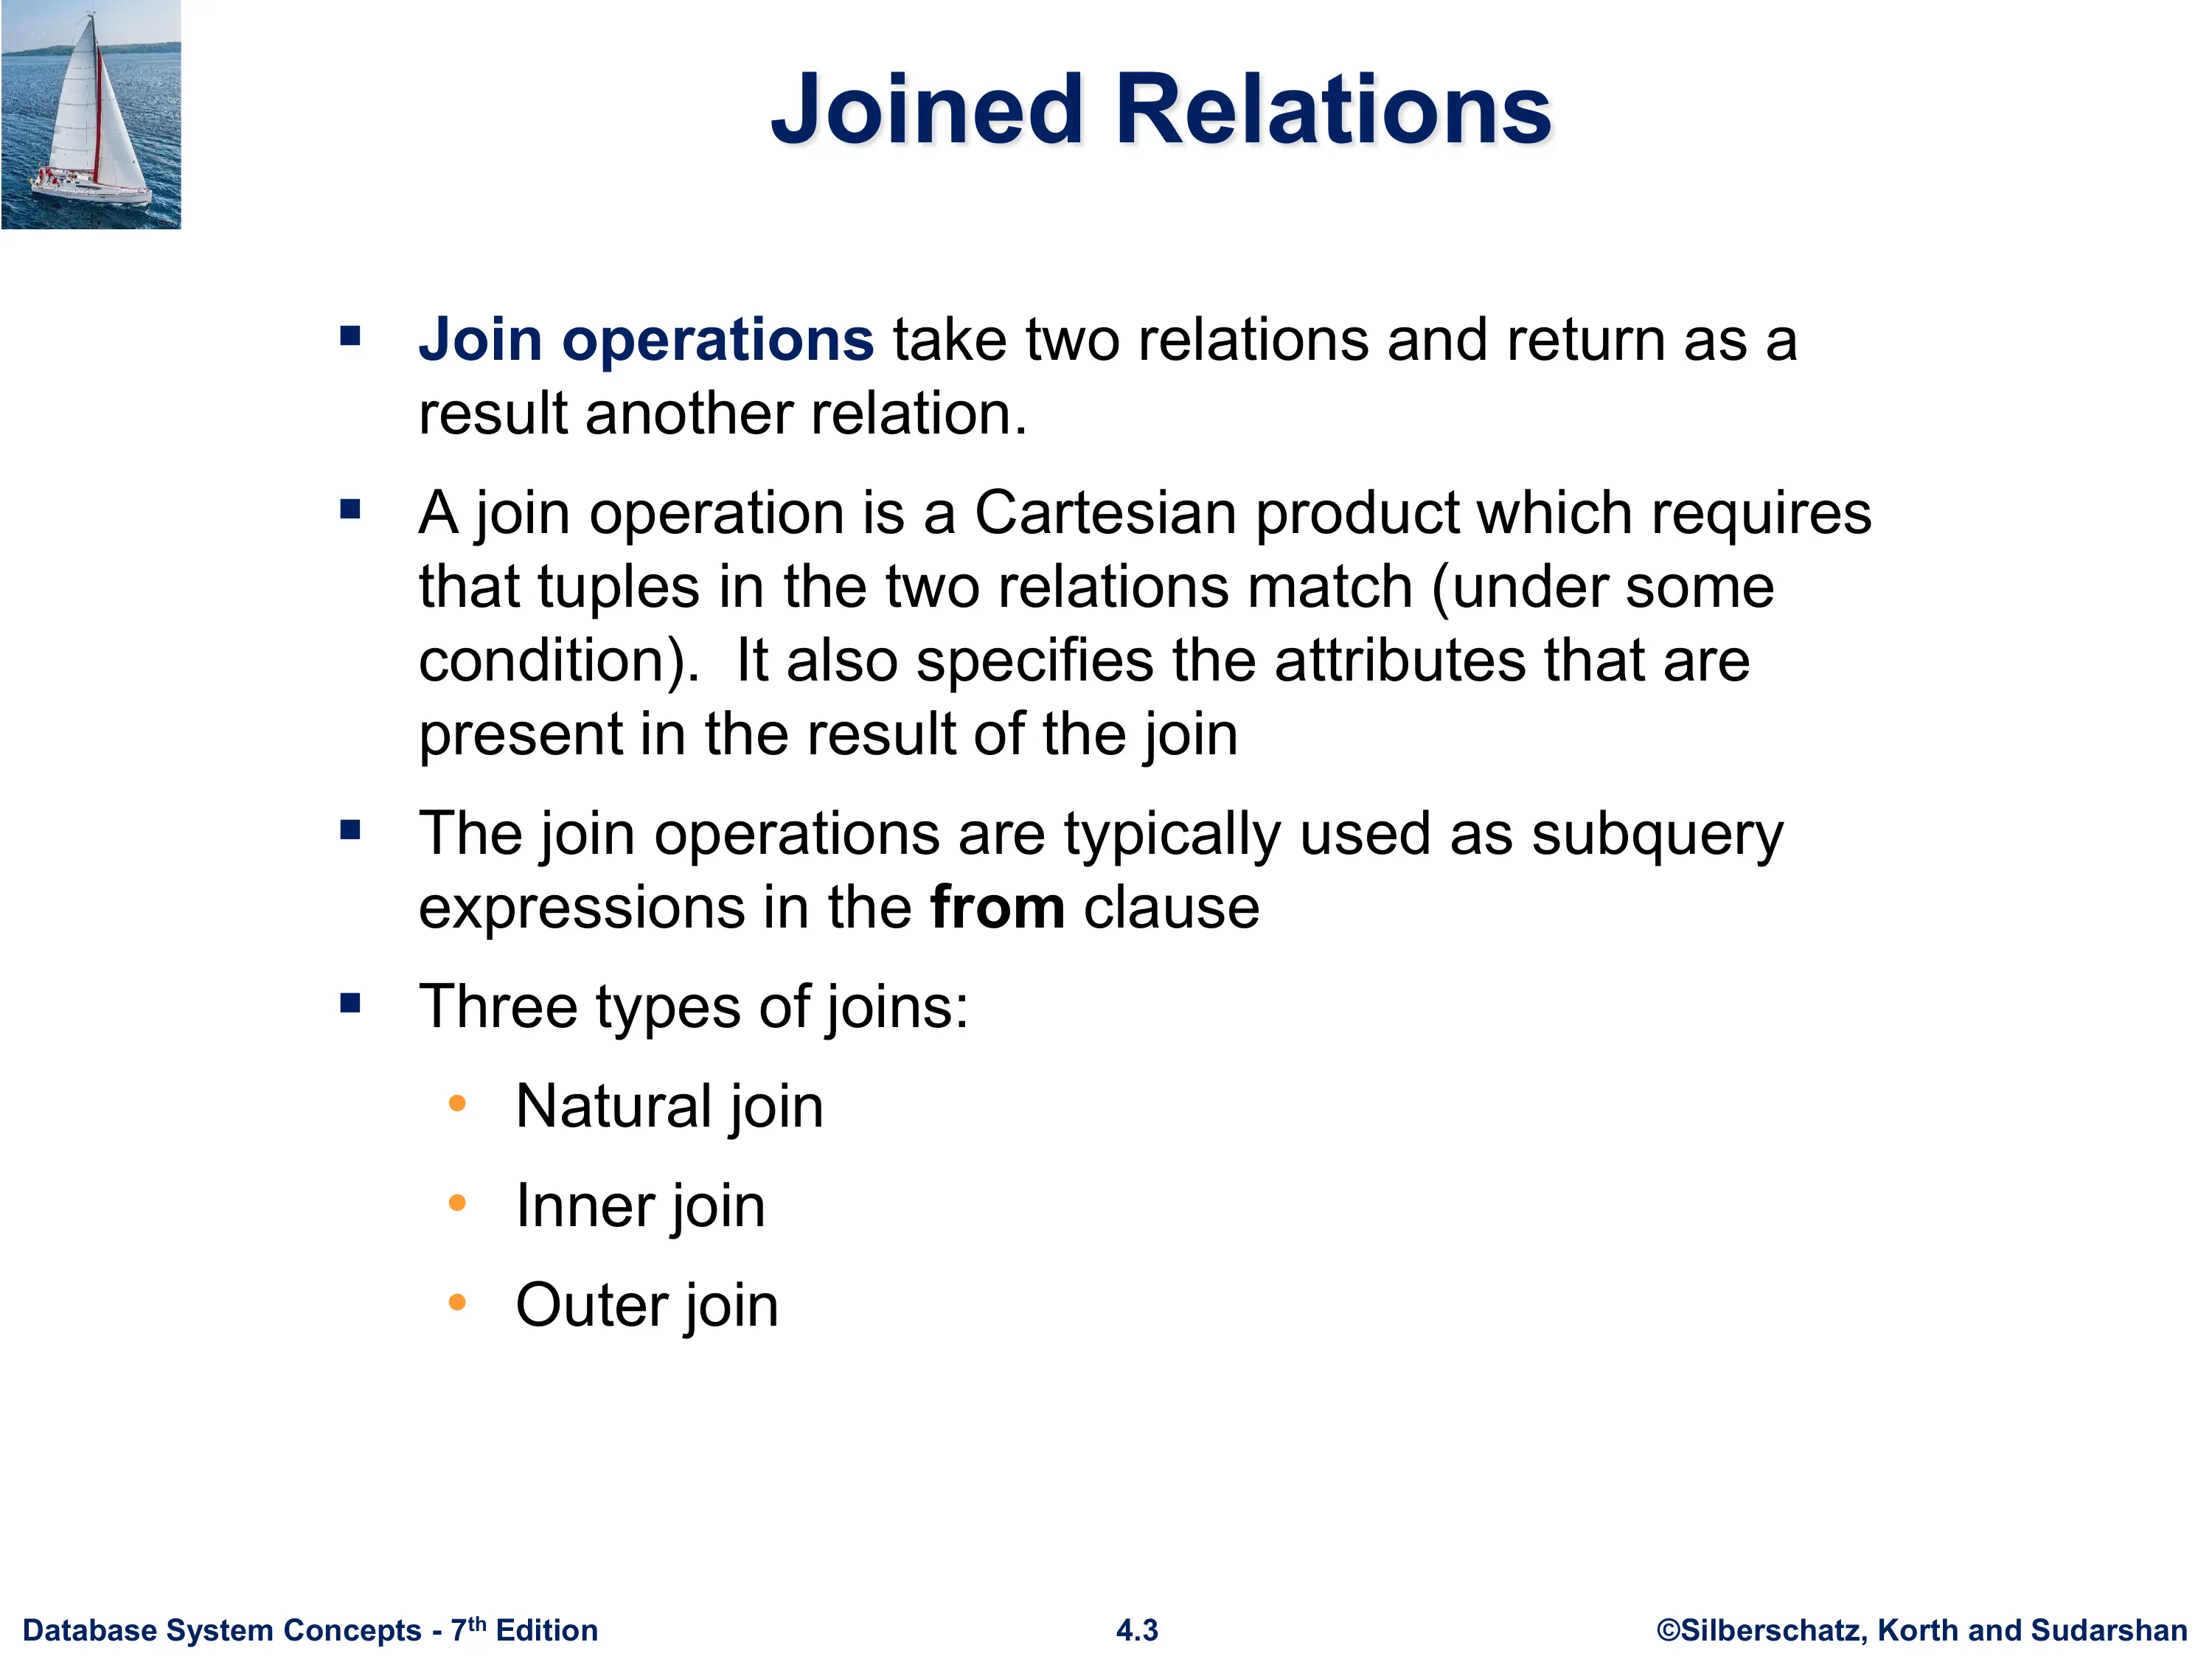 Joined Relations
▪ Join operations take two relations and return as a
result another relation.
▪ A join operation is a Cartesian product which requires
that tuples in the two relations match (under some
condition).  It also specifies the attributes that are
present in the result of the join
▪ The join operations are typically used as subquery
expressions in the from clause
▪ Three types of joins:
• Natural join
• Inner join
• Outer join
Database System Concepts - 7th Edition 4.3 ©Silberschatz, Korth and Sudarshan